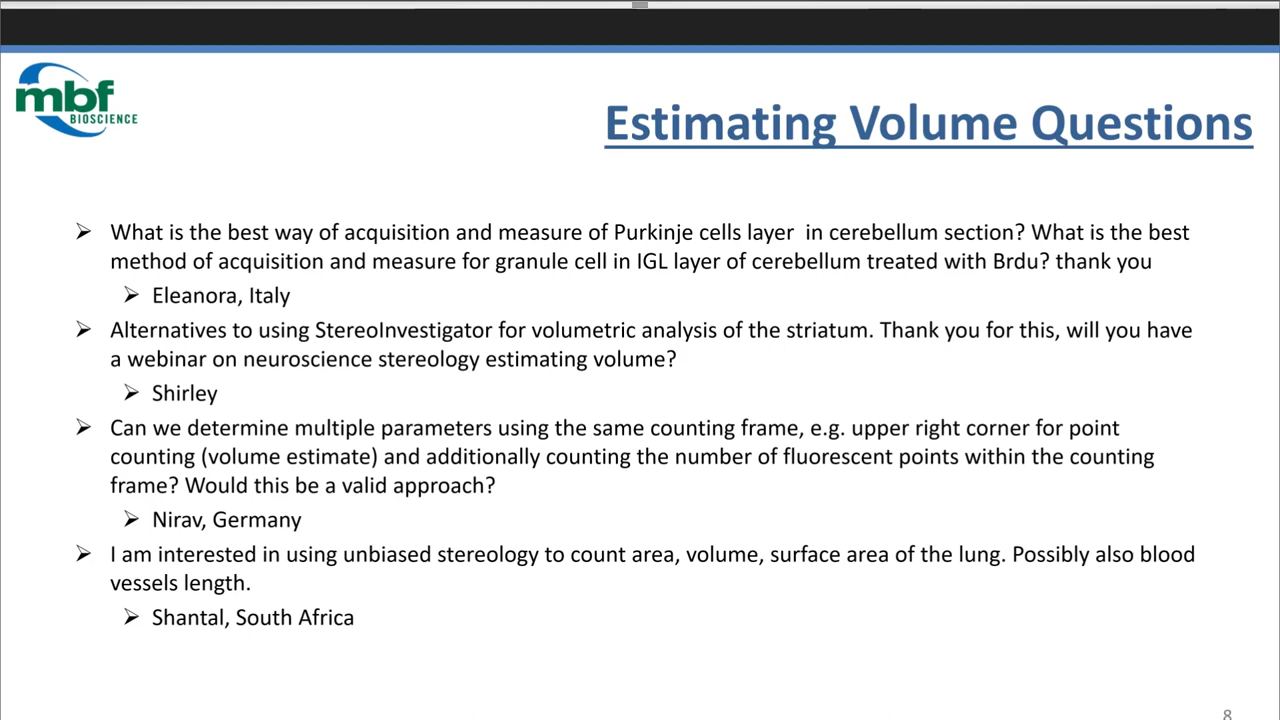 mbf
BIOSCIENCE
Estimating Volume Questions
What is the best way of acquisition and measure of Purkinje cells layer  in cerebellum section? What is the best
method of acquisition and measure for granule cell in IGL layer of cerebellum treated with Brdu? thank you
Eleanora, Italy
Alternatives to using StereoInvestigator for volumetric analysis of the striatum. Thank you for this, will you have
a webinar on neuroscience stereology estimating volume?
Shirley
Can we determine multiple parameters using the same counting frame, e.g. upper right corner for point
counting (volume estimate) and additionally counting the number of fluorescent points within the counting
frame? Would this be a valid approach?
Nirav, Germany
I am interested in using unbiased stereology to count area, volume, surface area of the lung. Possibly also blood
vessels length.
Shantal, South Africa
8